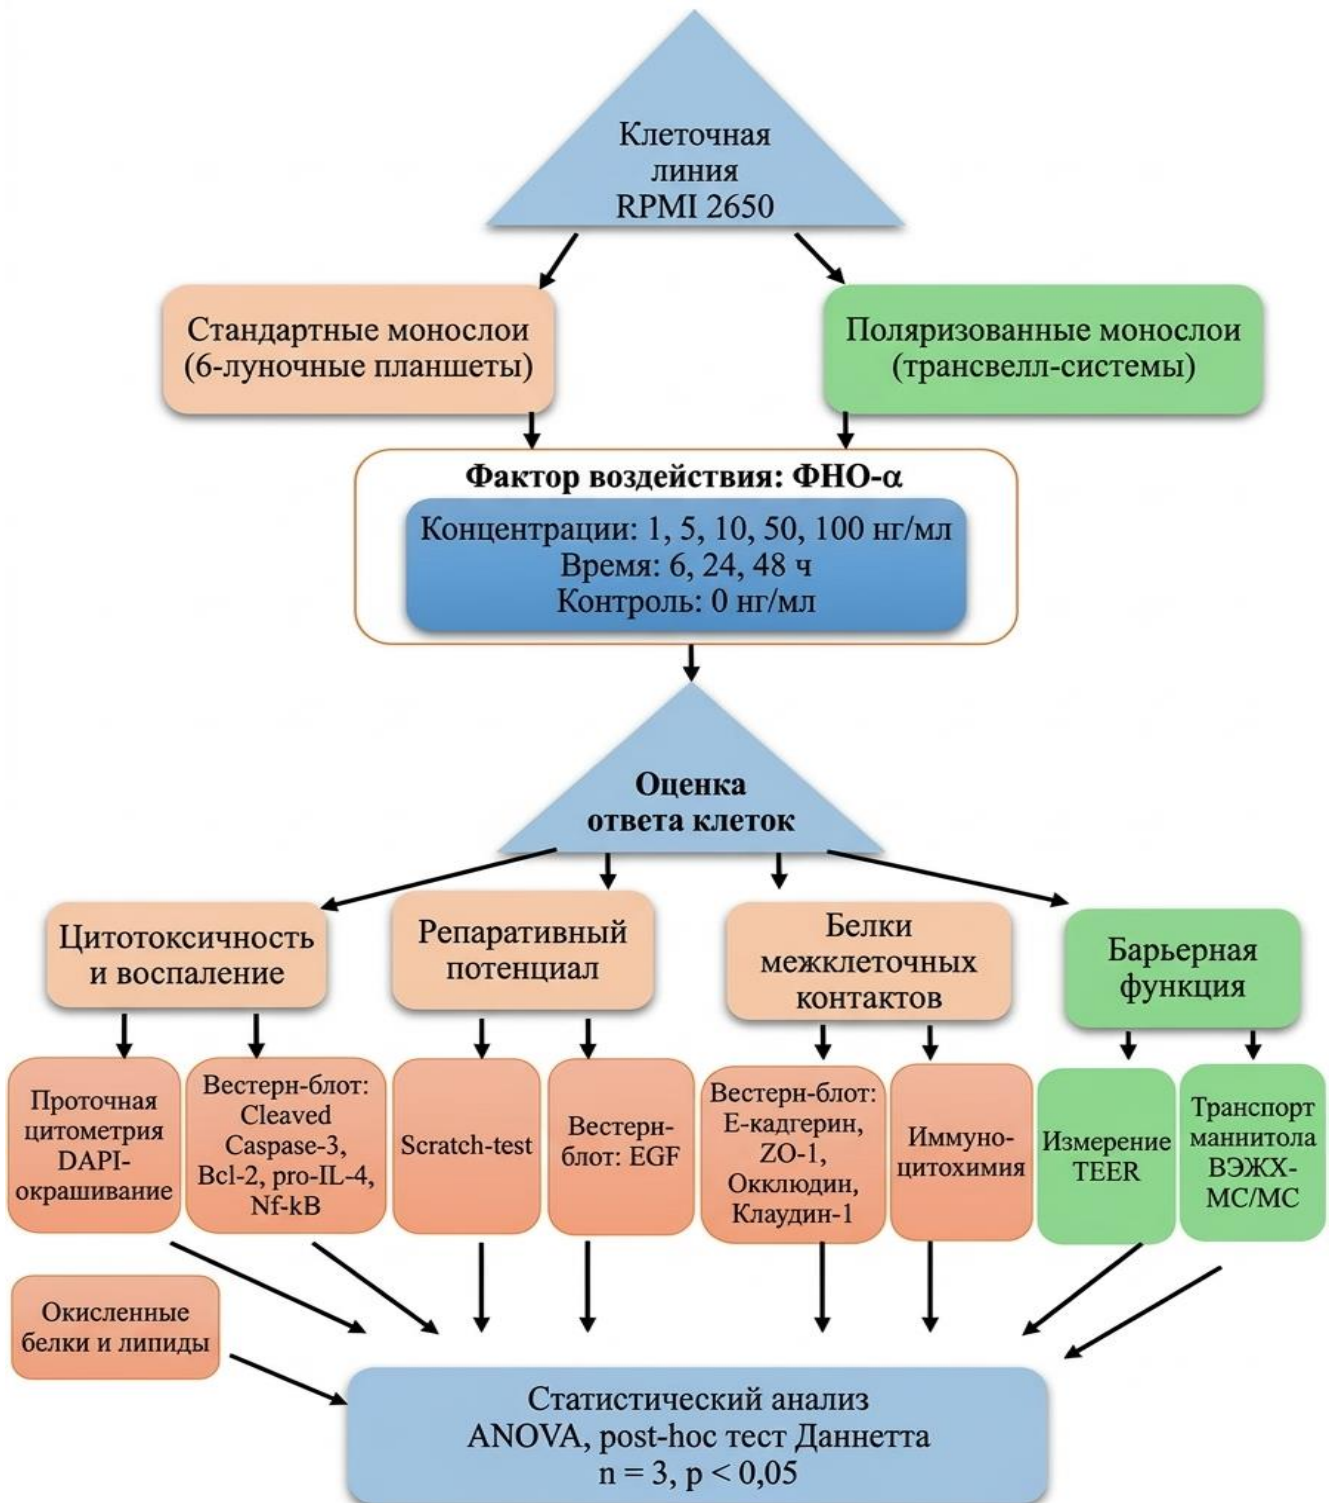 Клеточная
линия
RPMI 2650
Стандартные монослои
(6-луночные планшеты)
Поляризованные монослои
(трансвелл-системы)
Фактор воздействия: ФНО-α
Концентрации: 1, 5, 10, 50, 100 нг/мл
Время: 6, 24, 48 ч
Контроль: 0 нг/мл
Оценка
ответа клеток
Цитотоксичность
и воспаление
Репаративный
потенциал
Белки
межклеточных
контактов
Барьерная
функция
Проточная
цитометрия
DAPI-
окрашивание
Вестерн-блот:
Cleaved
Caspase-3,
Bcl-2, pro-IL-4,
Nf-kB
Scratch-test
Вестерн-
блот: EGF
Вестерн-блот:
Е-кадгерин,
ZO-1,
Окклюдин,
Клаудин-1
Иммуно-
цитохимия
Измерение
TEER
Транспорт
маннитола
ВЭЖХ-
МС/МС
Окисленные
белки и липиды
Статистический анализ
ANOVA, post-hoc тест Даннетта
n = 3, p < 0,05